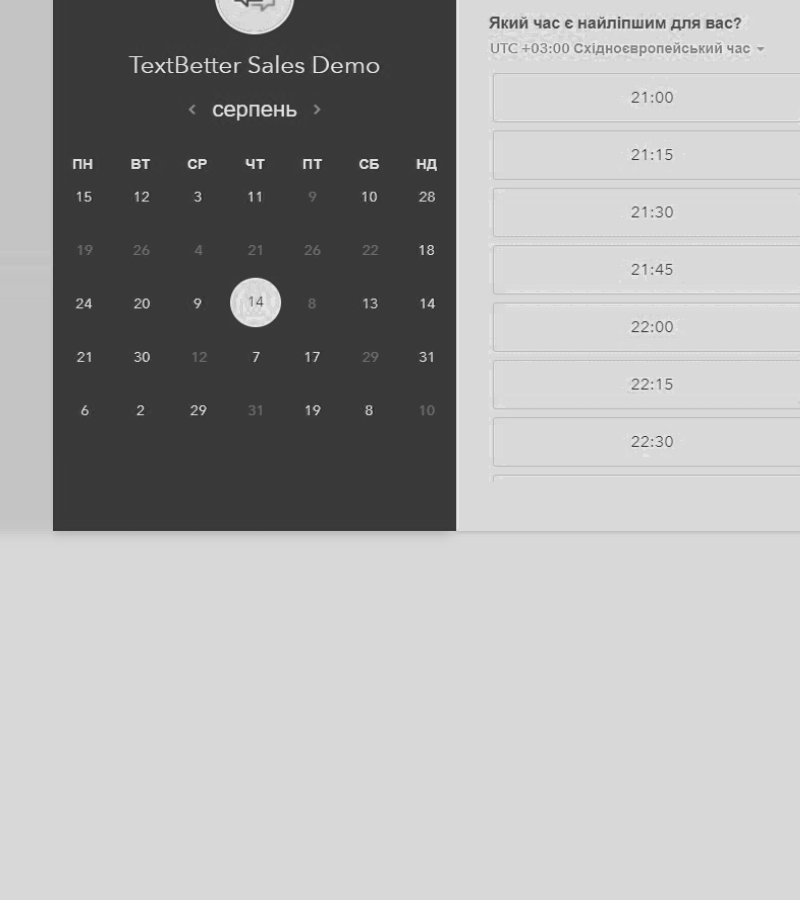 TextBetter Sales Demo
‹ серпень ›
ПН ВТ СР ЧТ ПТ СБ НД
15 12 3 11 9 10 28
19 26 4 21 26 22 18
24 20 9 14 8 13 14
21 30 12 7 17 29 31
6 2 29 31 19 8 10
Який час є найліпшим для вас?
UTC +03:00 Східноєвропейський час
21:00
21:15
21:30
21:45
22:00
22:15
22:30